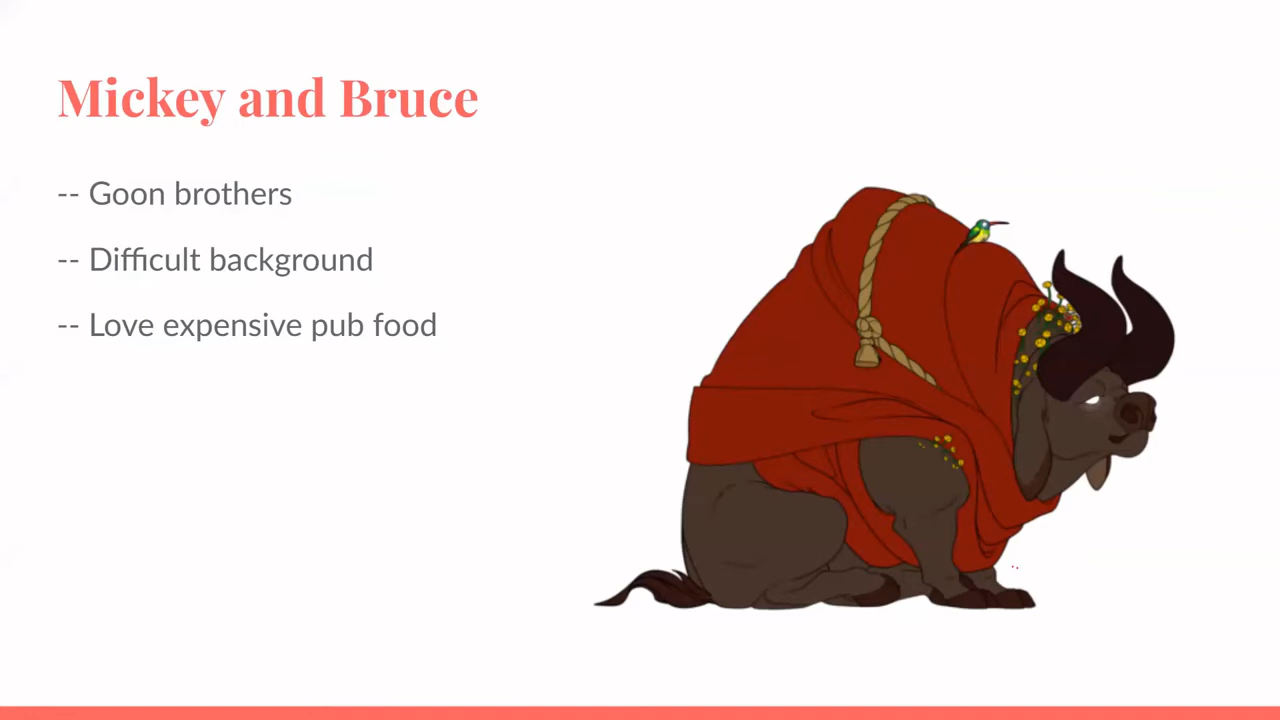 Mickey and Bruce
-- Goon brothers
-- Difficult background
-- Love expensive pub food